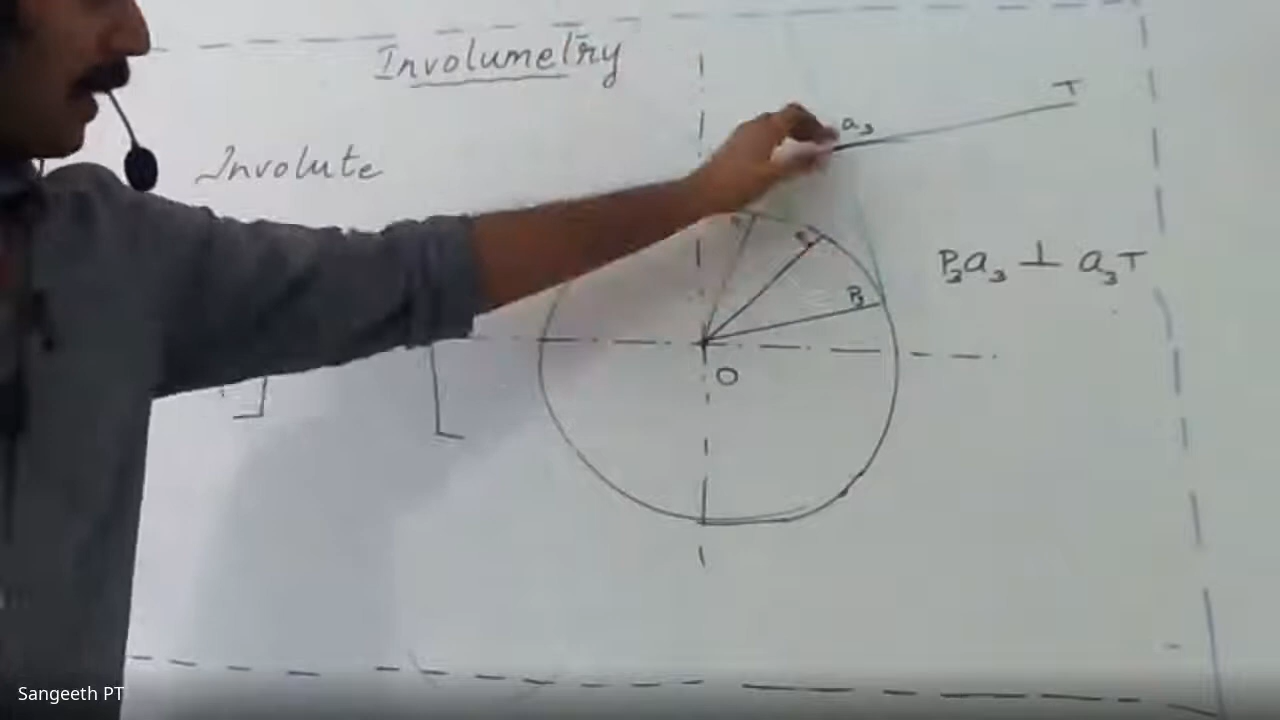 Involumetry
T
a₃
Involute
P₃a₃ ⊥ a₃T
P₃
O
Sangeeth PT